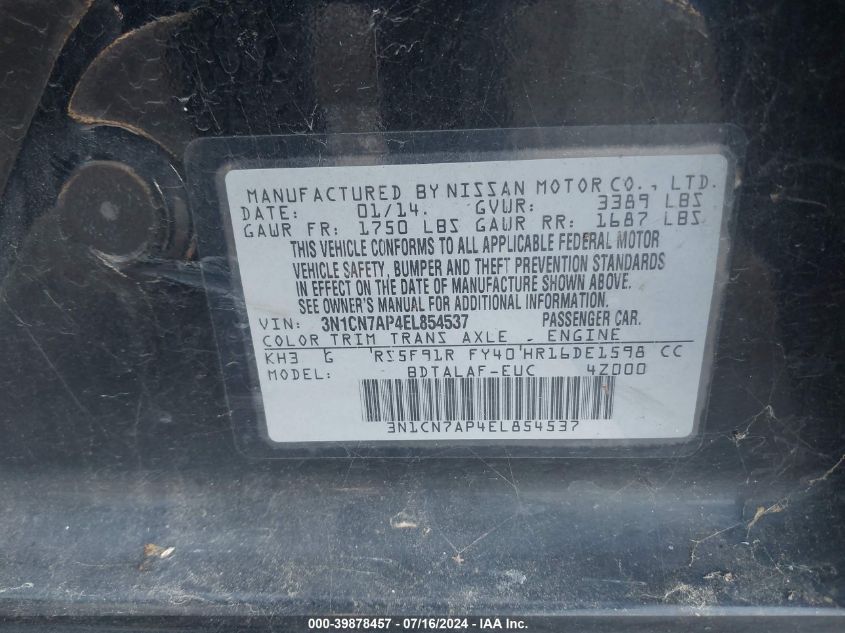 MANUFACTURED BY NISSAN MOTOR CO., LTD.
DATE: 01/14. GVWR: 3389 LBS
GAWR FR: 1750 LBS GAWR RR: 1687 LBS
THIS VEHICLE CONFORMS TO ALL APPLICABLE FEDERAL MOTOR
VEHICLE SAFETY, BUMPER AND THEFT PREVENTION STANDARDS
IN EFFECT ON THE DATE OF MANUFACTURE SHOWN ABOVE.
SEE OWNER'S MANUAL FOR ADDITIONAL INFORMATION.
VIN: 3N1CN7AP4EL854537 PASSENGER CAR.
COLOR TRIM TRANS AXLE - ENGINE
KH3 G RS5F91R FY40 HR16DE1598 CC
MODEL: BDTALAF-EUC 4Z000
3N1CN7AP4EL854537
000-39878457 - 07/16/2024 - IAA Inc.